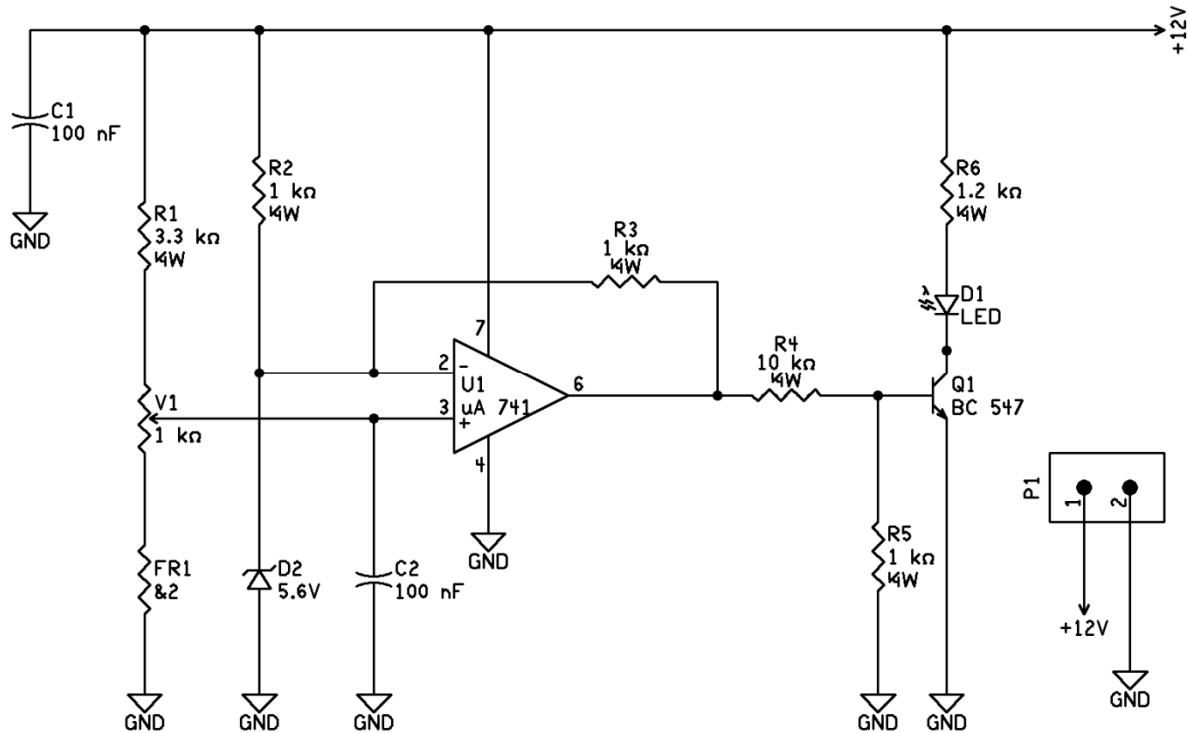 +12V
C1
100 nF
GND
R1
3.3 kΩ
¼W
R2
1 kΩ
¼W
R3
1 kΩ
¼W
R6
1.2 kΩ
¼W
D1
LED
7
2
-
U1
6
3
uA 741
+
4
GND
R4
10 kΩ
¼W
Q1
BC 547
V1
1 kΩ
FR1
&2
D2
5.6V
C2
100 nF
R5
1 kΩ
¼W
P1
1
2
+12V
GND
GND
GND
GND
GND
GND